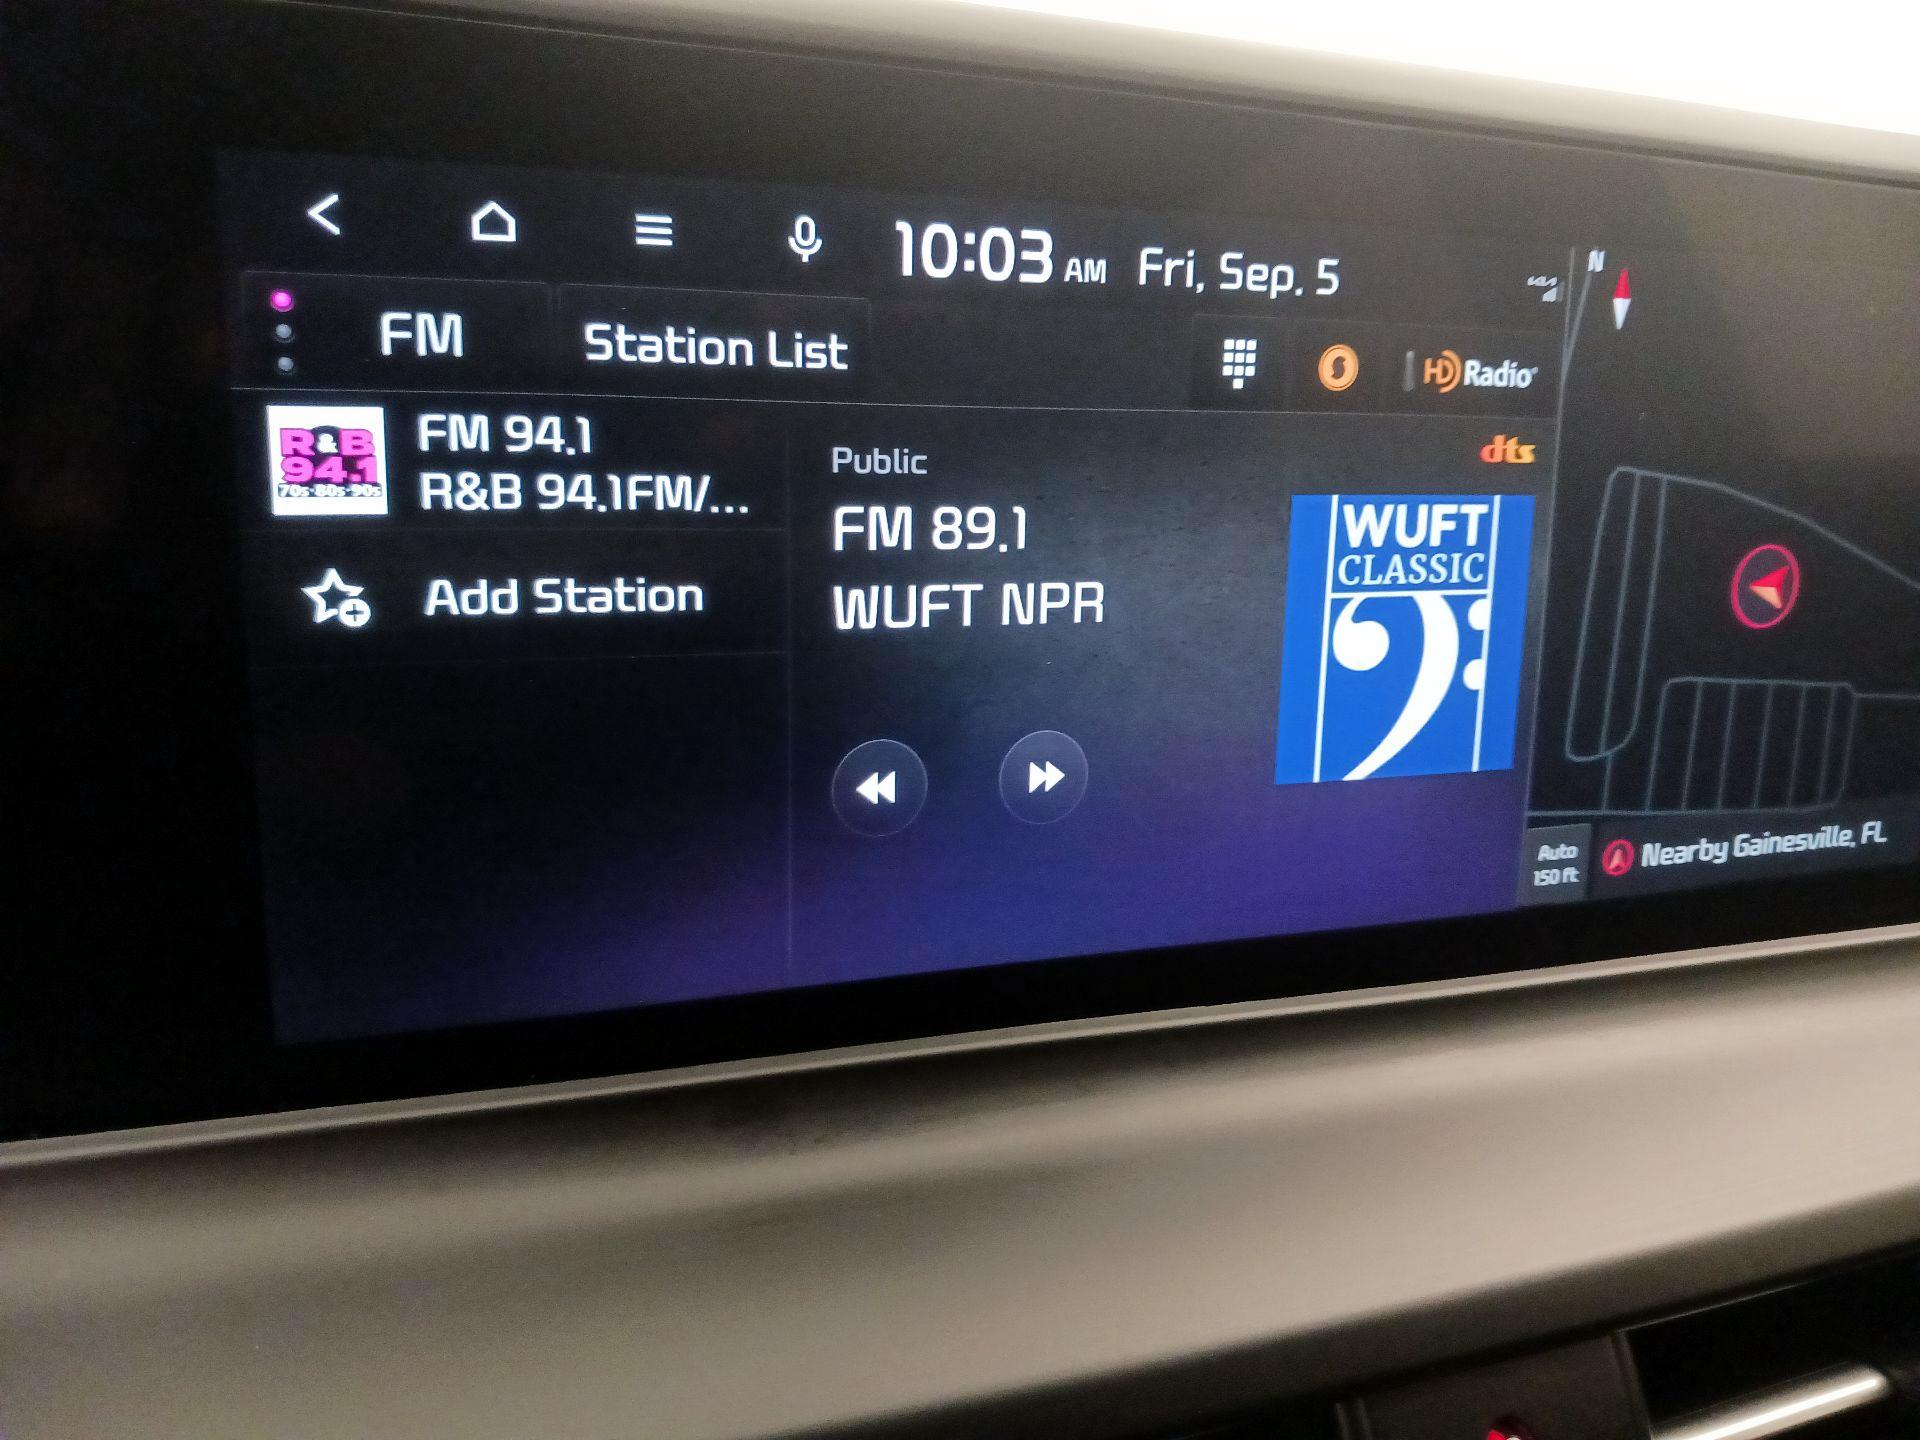 10:03 AM Fri, Sep. 5
N
FM
Station List
HD Radio
R&B
94.1
70s·80s·90s
FM 94.1
R&B 94.1FM/...
Add Station
Public
FM 89.1
WUFT NPR
dts
WUFT
CLASSIC
Auto
150 ft
Nearby Gainesville, FL